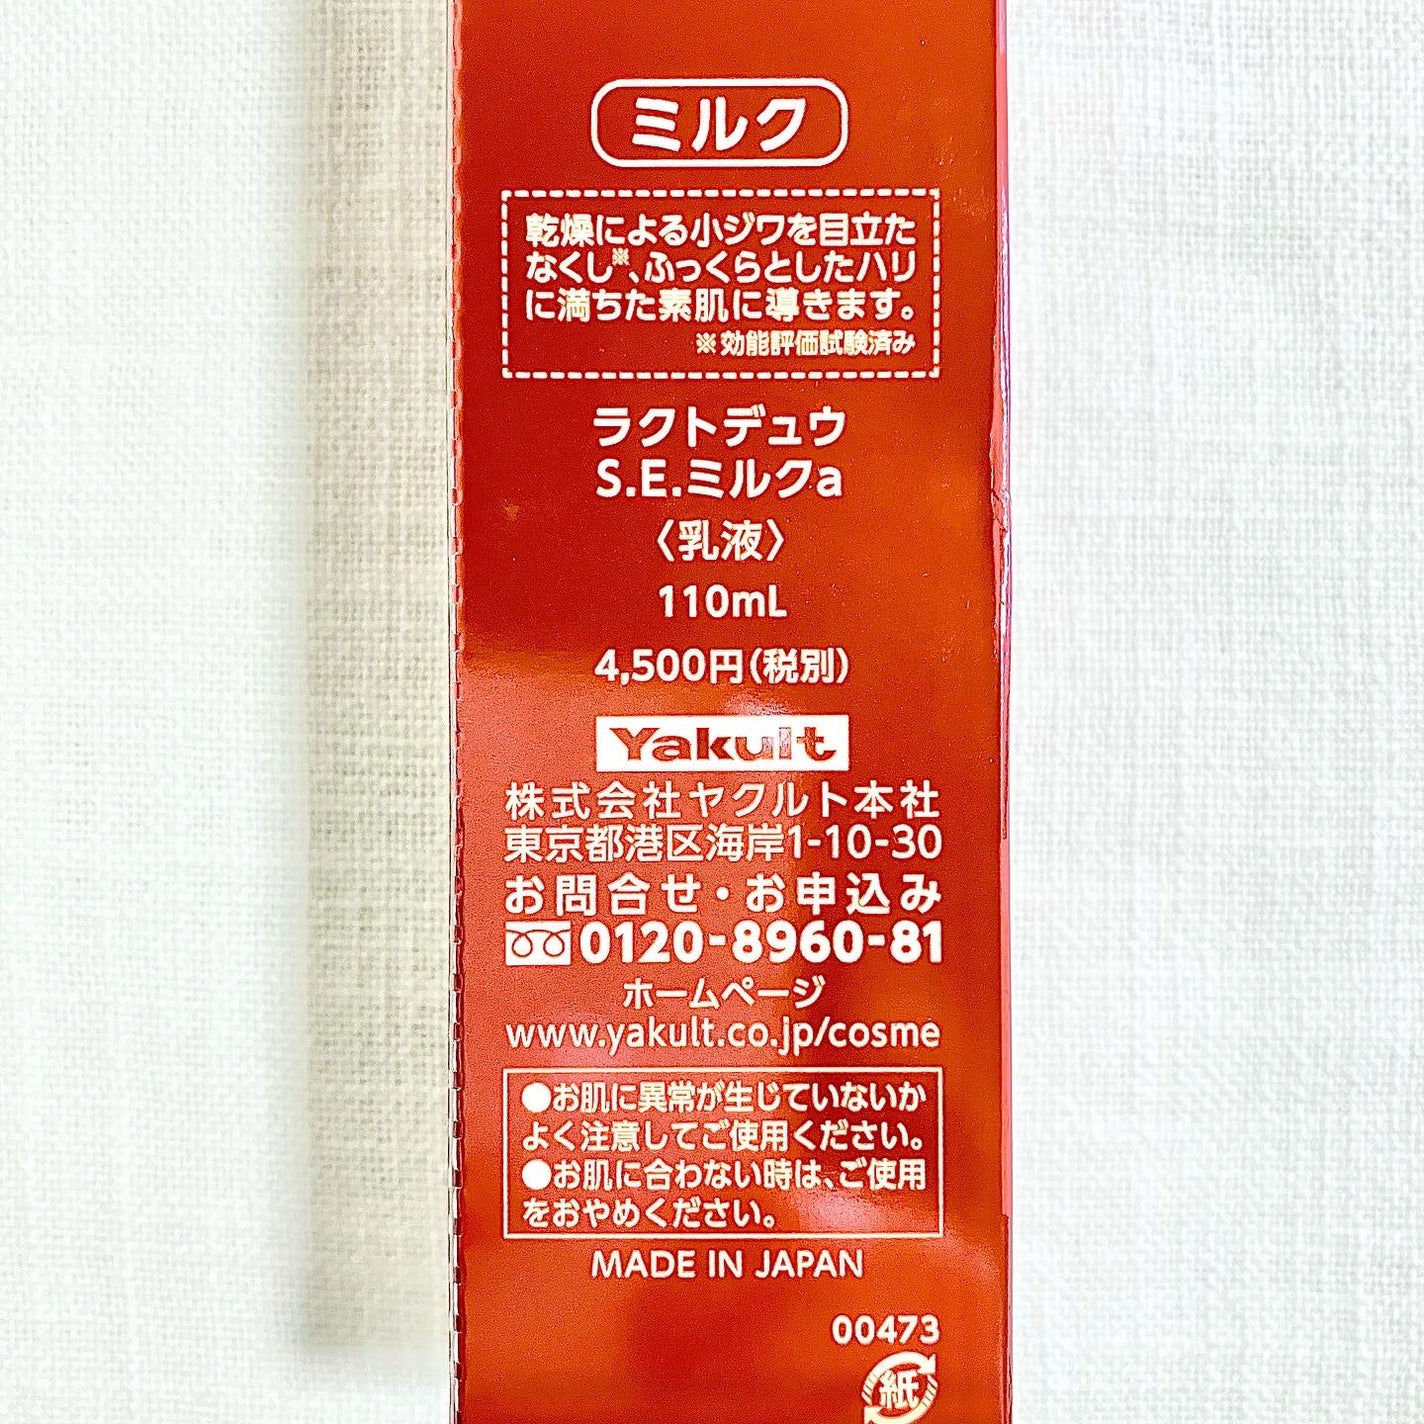 ミルク
乾燥による小ジワを目立た
なくし※、ふっくらとしたハリ
に満ちた素肌に導きます。
※効能評価試験済み
ラクトデュウ
S.E.ミルクa
〈乳液〉
110mL
4,500円(税別)
Yakult
株式会社ヤクルト本社
東京都港区海岸1-10-30
お問合せ・お申込み
0120-8960-81
ホームページ
www.yakult.co.jp/cosme
●お肌に異常が生じていないか
よく注意してご使用ください。
●お肌に合わない時は、ご使用
をおやめください。
MADE IN JAPAN
00473
紙